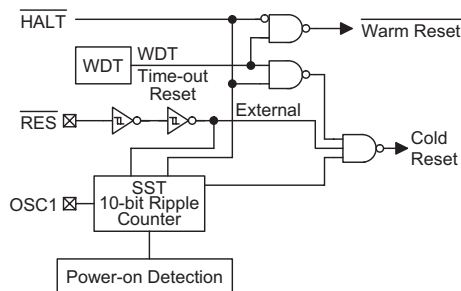 HALT
Warm Reset
WDT
WDT
Time-out
Reset
RES
External
Cold
Reset
OSC1
SST
10-bit Ripple
Counter
Power-on Detection